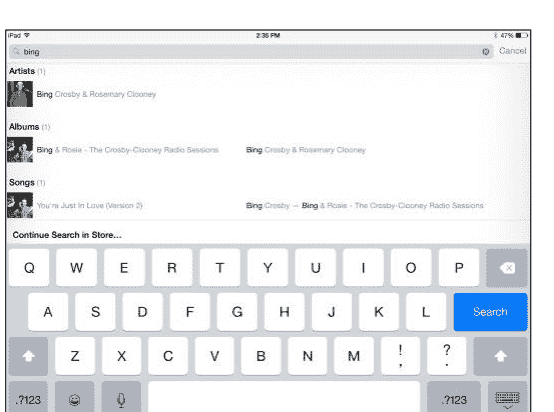 iPad 2:35 PM 47%
bing Cancel
Artists (1)
Bing Crosby & Rosemary Clooney
Albums (1)
Bing & Rosie - The Crosby-Clooney Radio Sessions Bing Crosby & Rosemary Clooney
Songs (1)
You're Just In Love (Version 2) Bing Crosby — Bing & Rosie - The Crosby-Clooney Radio Sessions
Continue Search in Store...
Q W E R T Y U I O P
A S D F G H J K L Search
Z X C V B N M ! , ? .
.?123 .?123